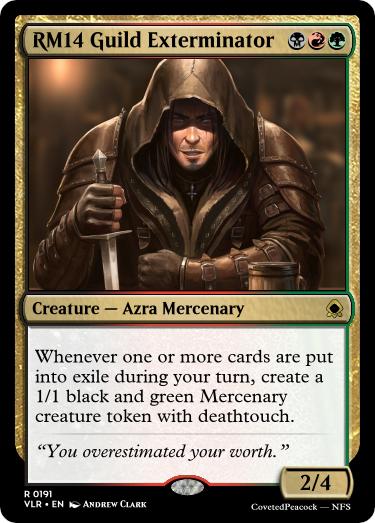 RM14 Guild Exterminator
Creature — Azra Mercenary
Whenever one or more cards are put
into exile during your turn, create a
1/1 black and green Mercenary
creature token with deathtouch.
“You overestimated your worth.”
2/4
R 0191
VLR • EN Andrew Clark
CovetedPeacock — NFS